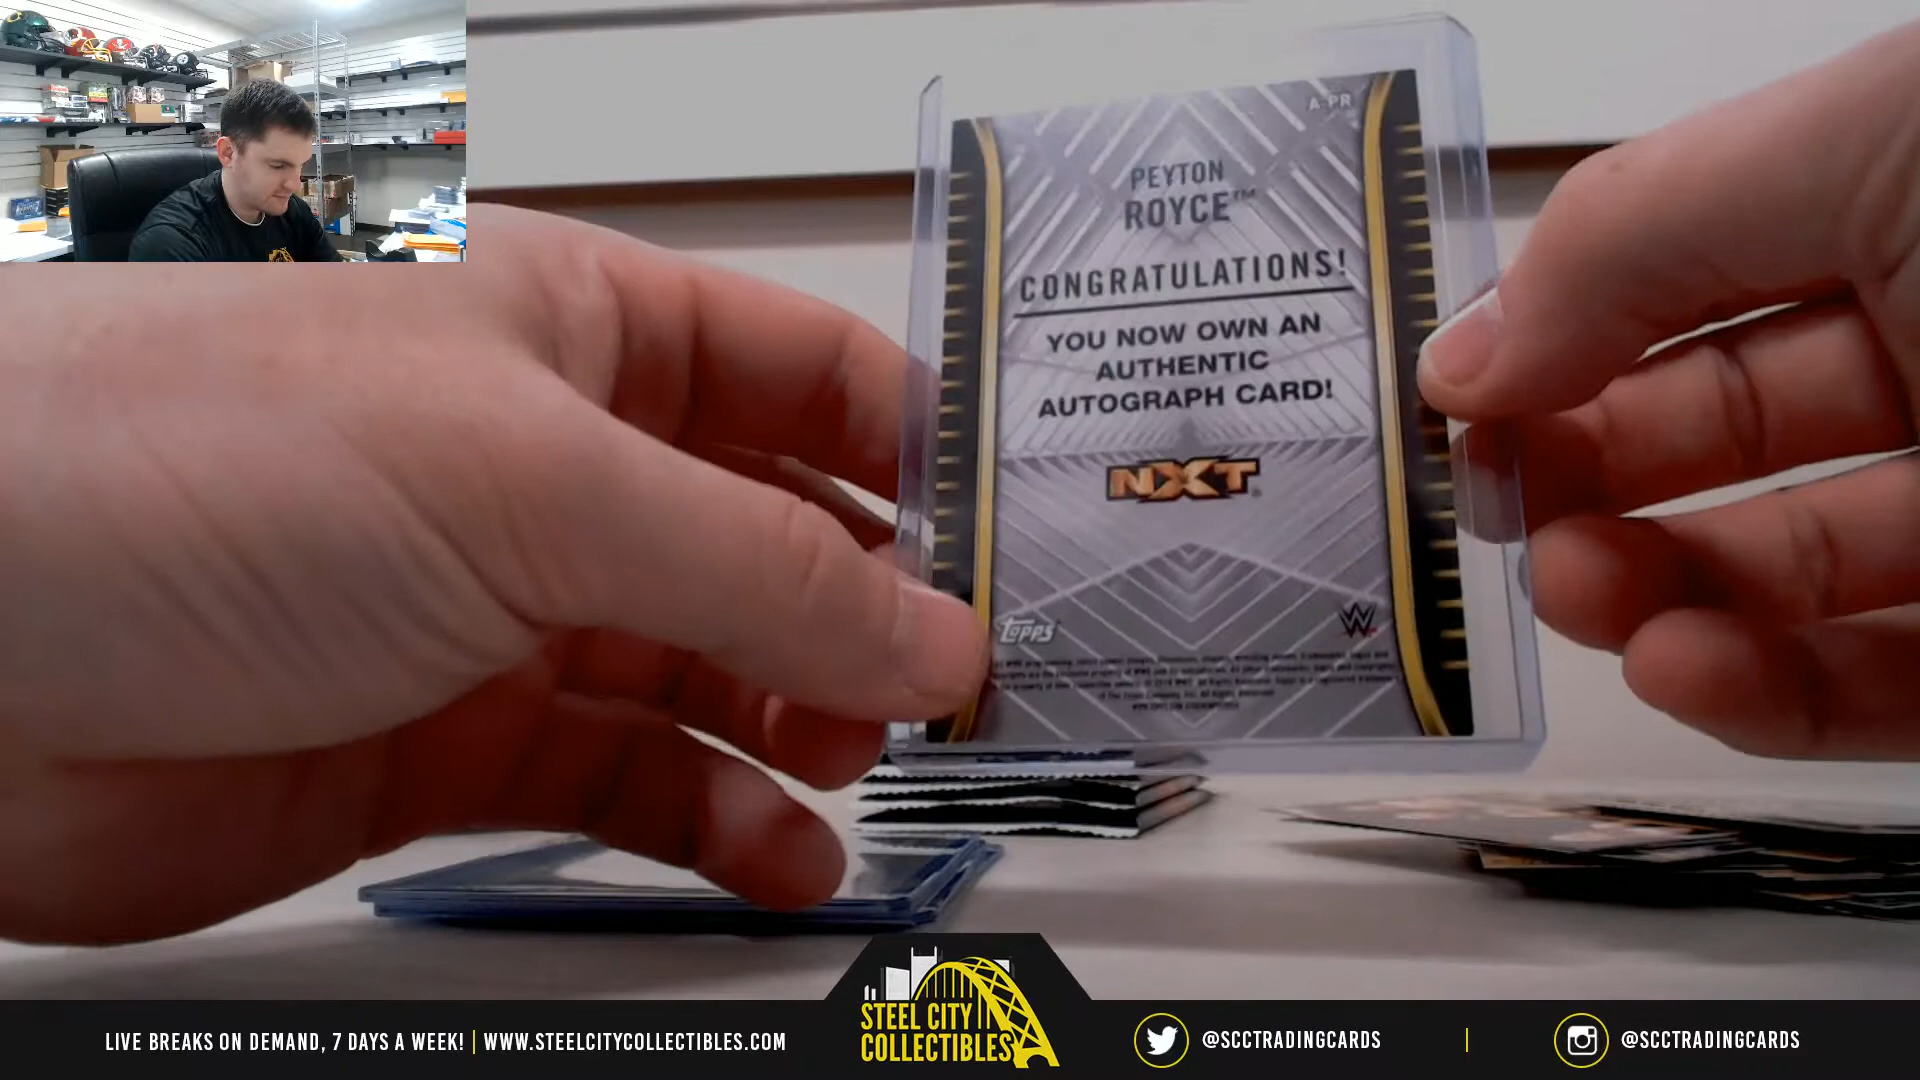 A-PR
PEYTON
ROYCE™
CONGRATULATIONS!
YOU NOW OWN AN
AUTHENTIC
AUTOGRAPH CARD!
NXT
Topps
W
LIVE BREAKS ON DEMAND, 7 DAYS A WEEK! | WWW.STEELCITYCOLLECTIBLES.COM
STEEL CITY
COLLECTIBLES
@SCCTRADINGCARDS
@SCCTRADINGCARDS